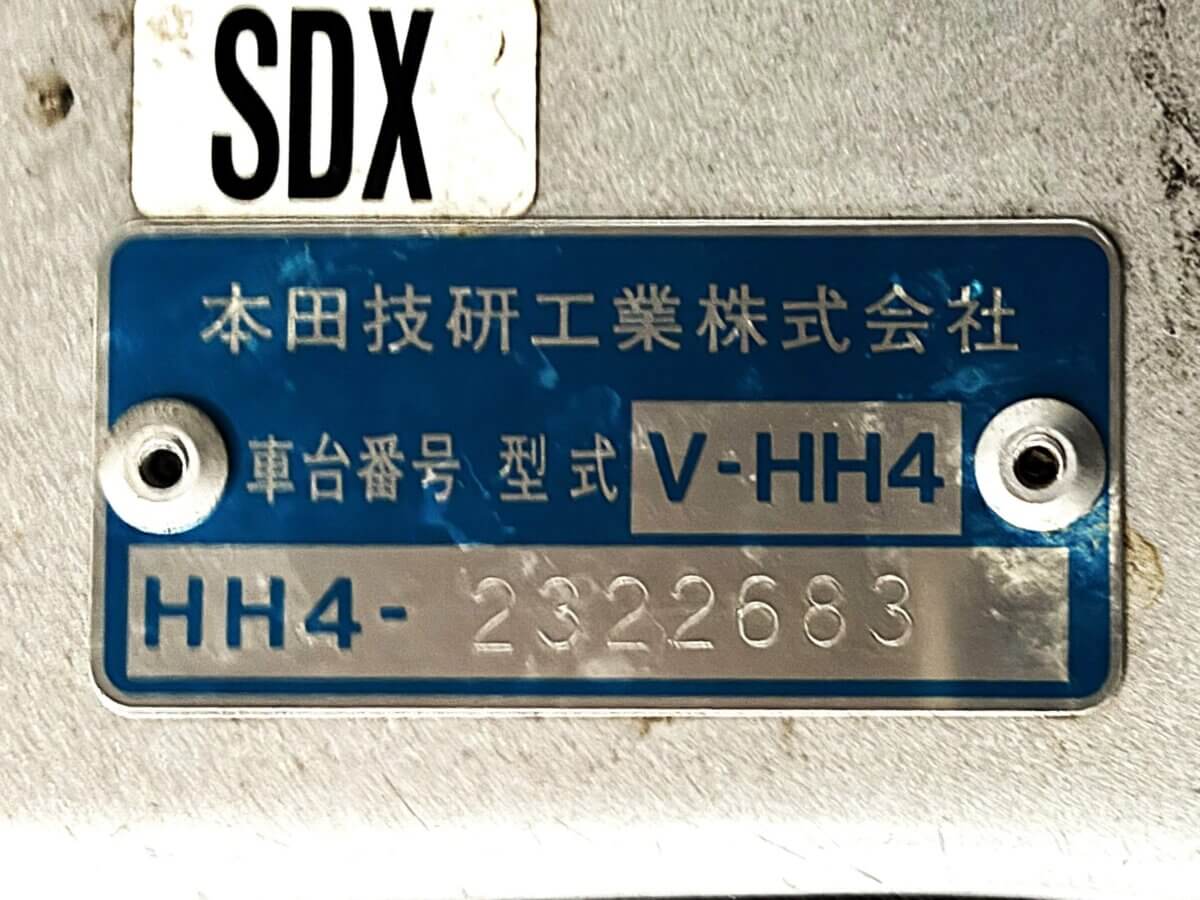 SDX
本田技研工業株式会社
車台番号 型式 V-HH4
HH4- 2322683